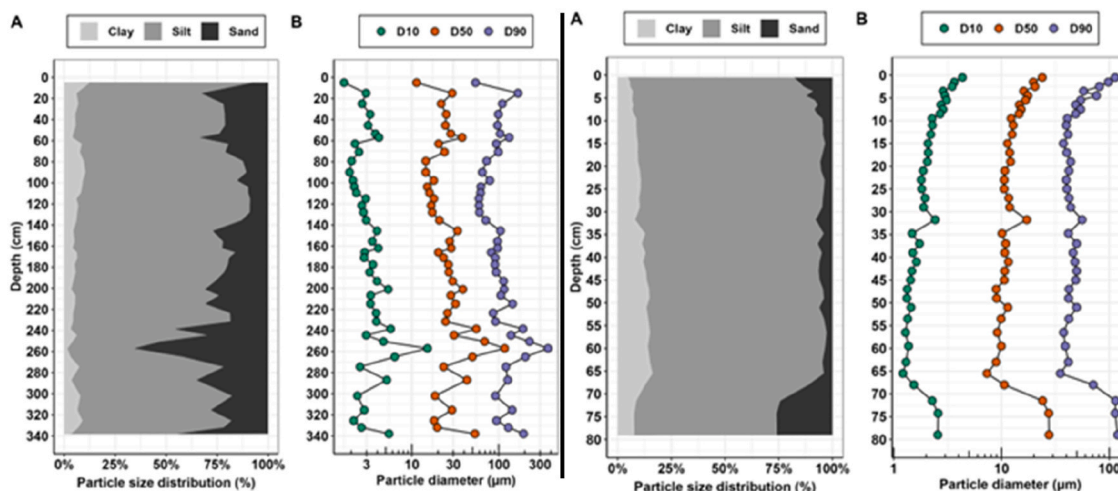 A
Clay Silt Sand
B
D10 D50 D90
Depth (cm)
0
20
40
60
80
100
120
140
160
170
190
200
220
240
260
280
300
320
340
0% 25% 50% 75% 100%
Particle size distribution (%)
3 10 30 100 300
Particle diameter (µm)
A
Clay Silt Sand
B
D10 D50 D90
Depth (cm)
0
5
10
15
20
25
30
35
40
45
50
55
60
65
70
75
80
0% 25% 50% 75% 100%
Particle size distribution (%)
1 10 100
Particle diameter (µm)